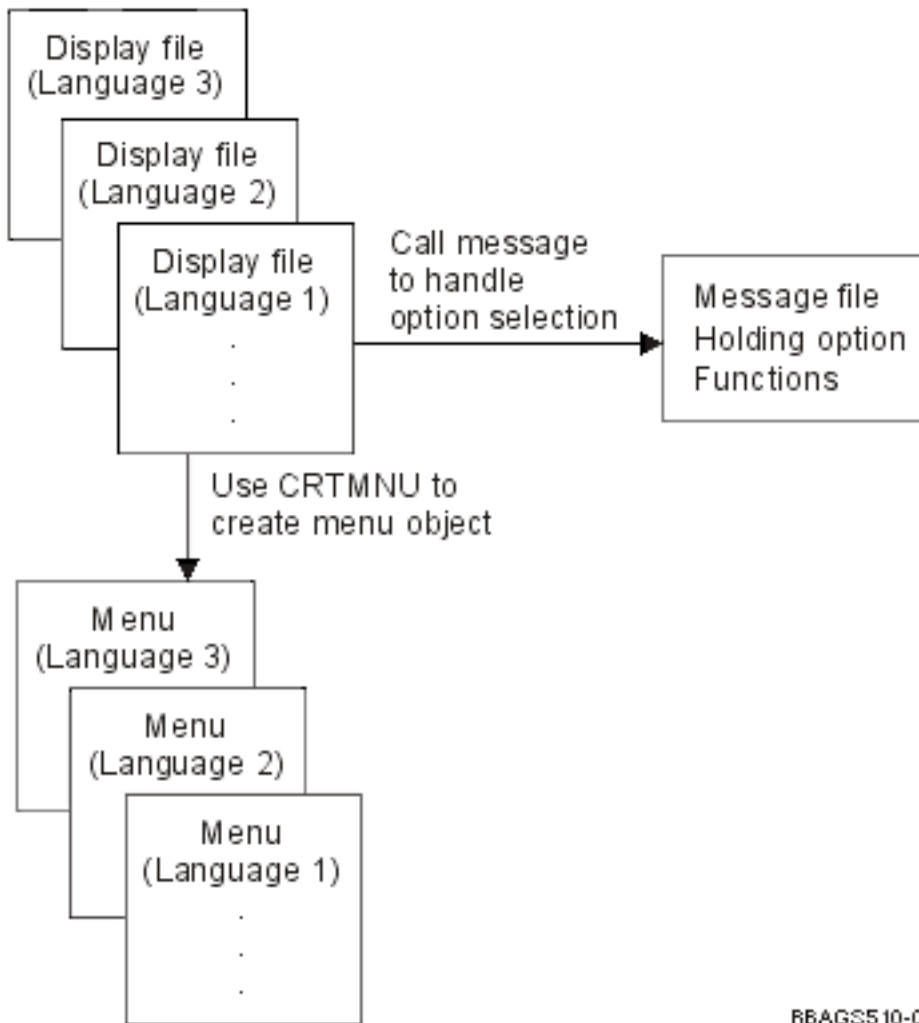 Display file
(Language 3)
Display file
(Language 2)
Display file
(Language 1)
.
.
.
Call message
to handle
option selection
Message file
Holding option
Functions
Use CRTMNU to
create menu object
Menu
(Language 3)
Menu
(Language 2)
Menu
(Language 1)
.
.
.
RBAGS510-0